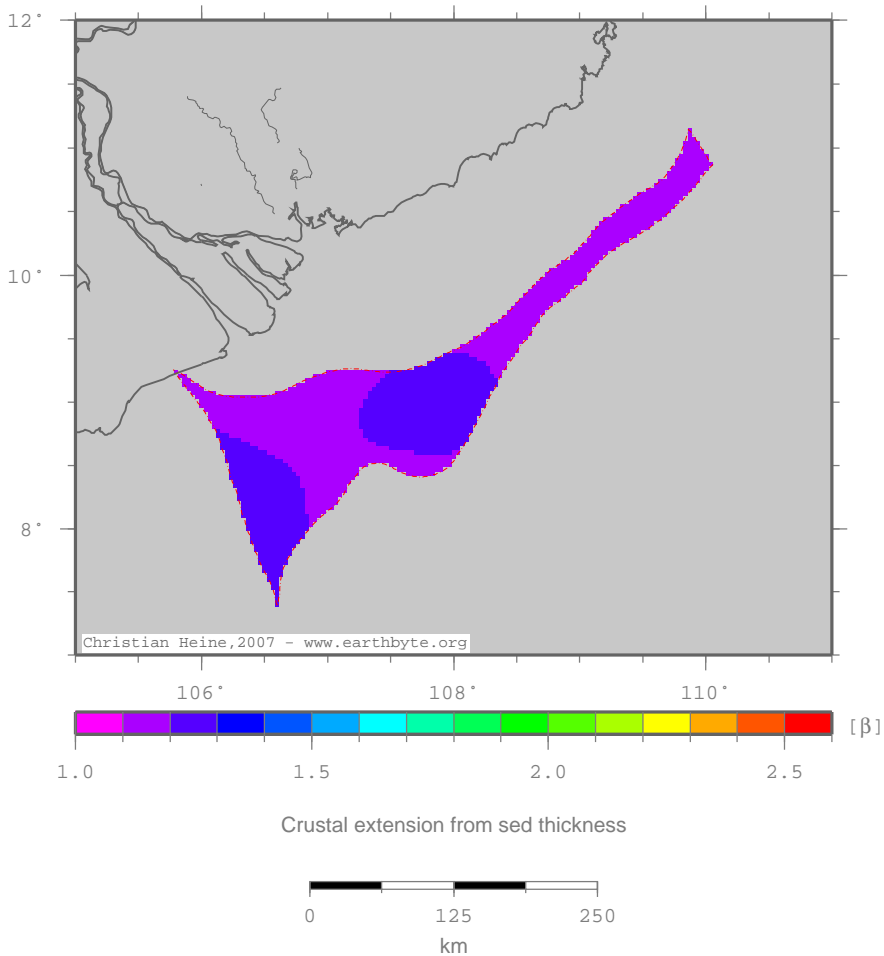 12°
10°
8°
Christian Heine,2007 - www.earthbyte.org
106° 108° 110°
[β]
1.0 1.5 2.0 2.5
Crustal extension from sed thickness
0 125 250
km